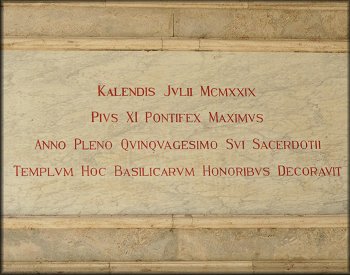 Kalendis Jvlii Mcmxxix
Pivs XI Pontifex Maximvs
Anno Pleno Qvinqvagesimo Svi Sacerdotii
Templvm Hoc Basilicarvm Honoribvs Decoravit